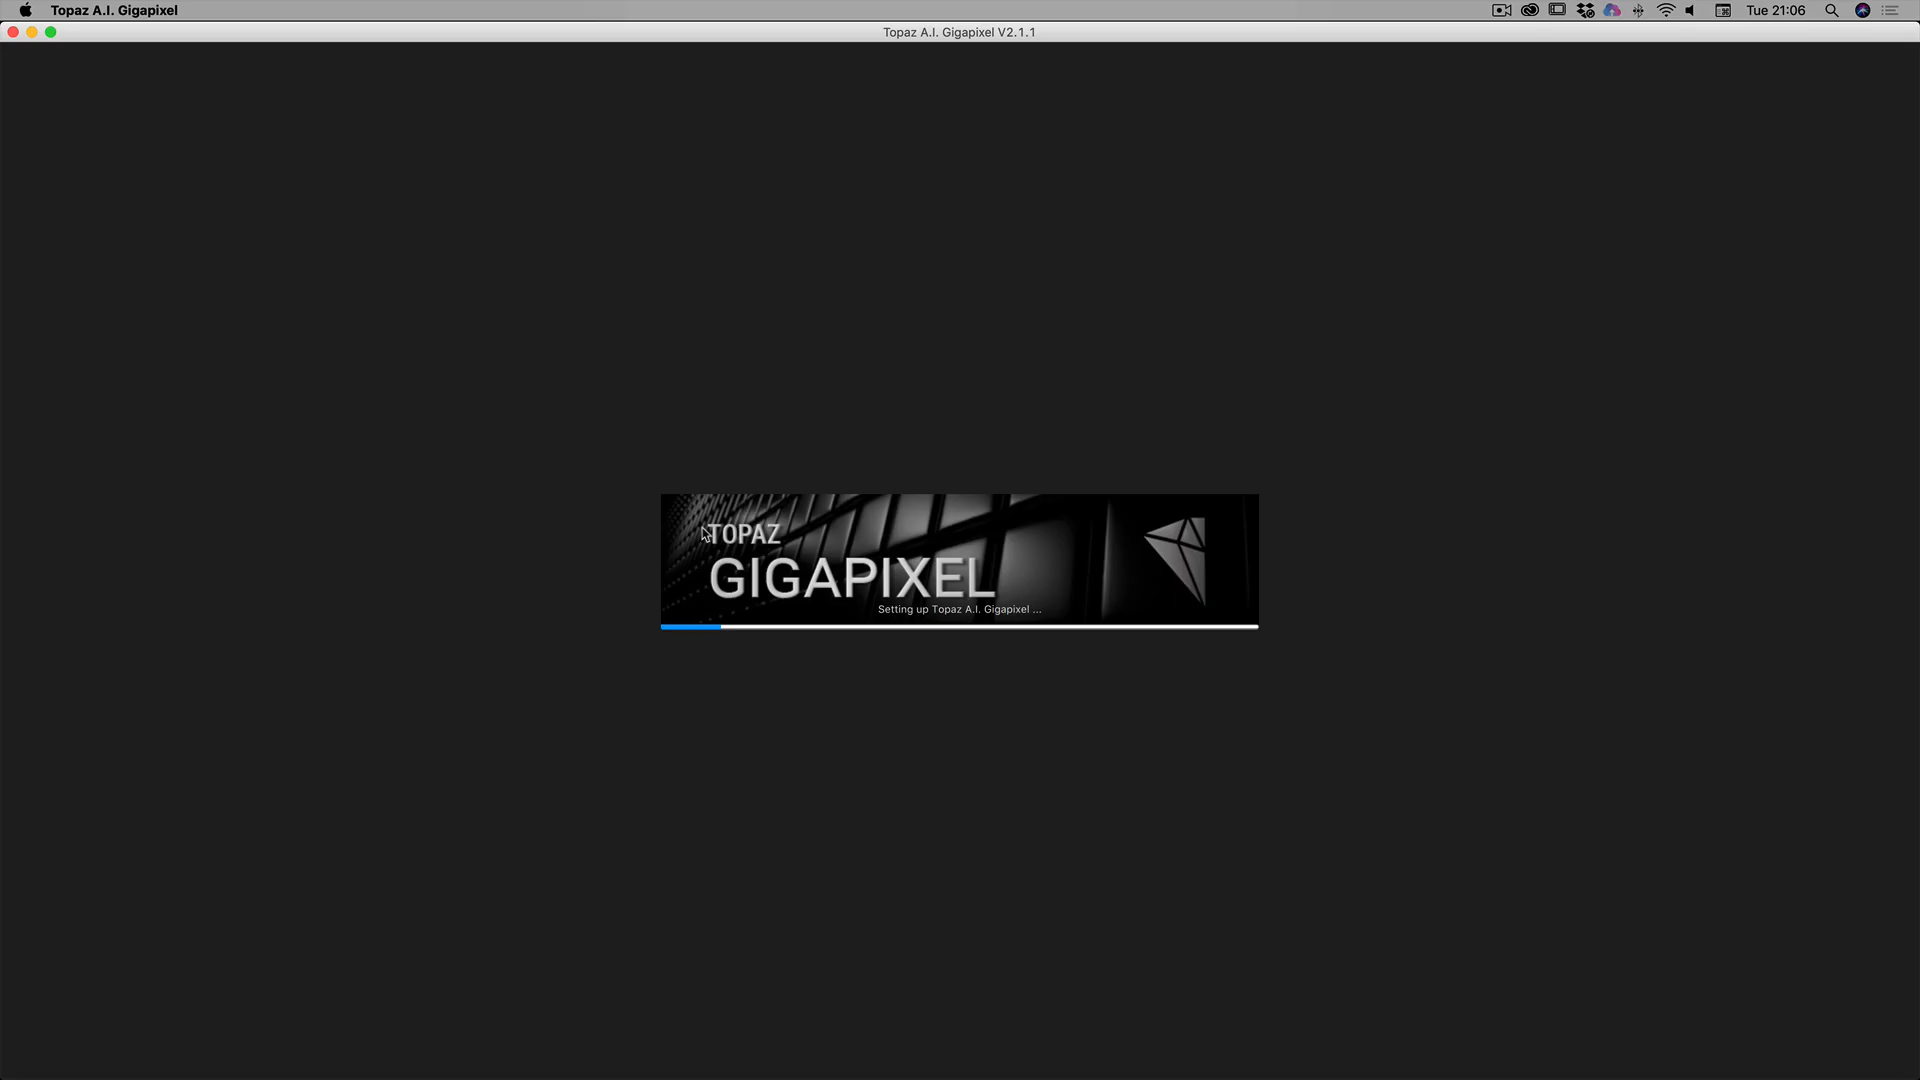 Topaz A.I. Gigapixel
Tue 21:06
Topaz A.I. Gigapixel V2.1.1
TOPAZ
GIGAPIXEL
Setting up Topaz A.I. Gigapixel ...